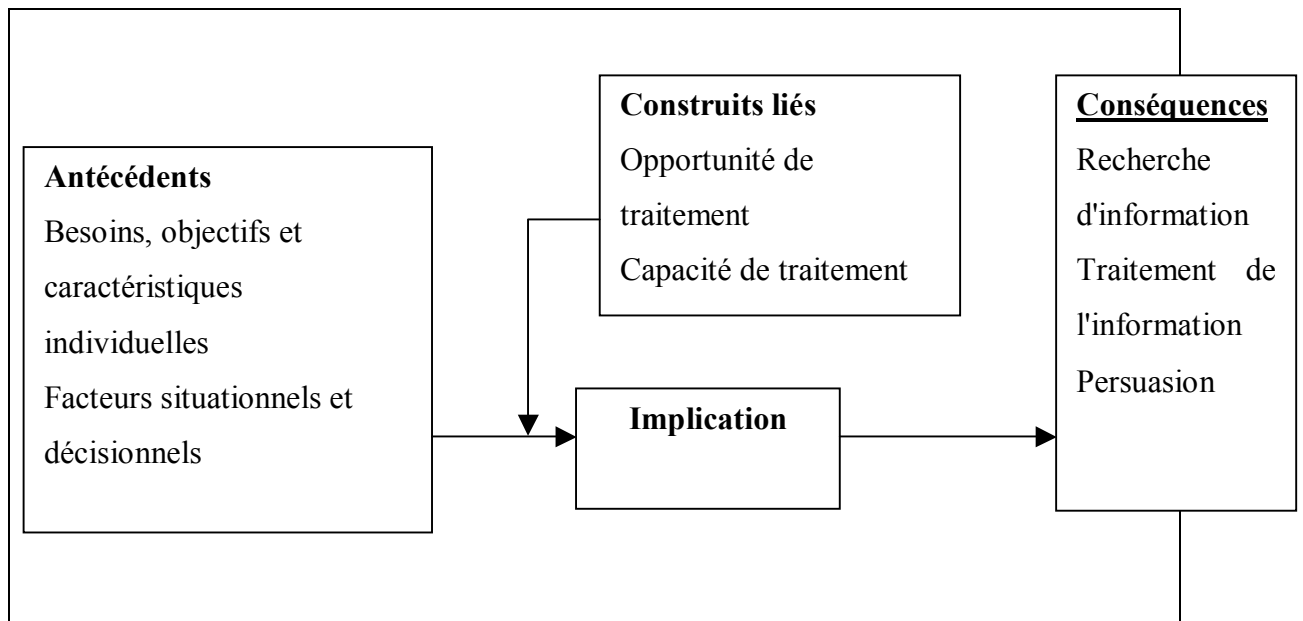 Antécédents
Besoins, objectifs et
caractéristiques
individuelles
Facteurs situationnels et
décisionnels
Construits liés
Opportunité de
traitement
Capacité de traitement
Implication
Conséquences
Recherche
d'information
Traitement de
l'information
Persuasion